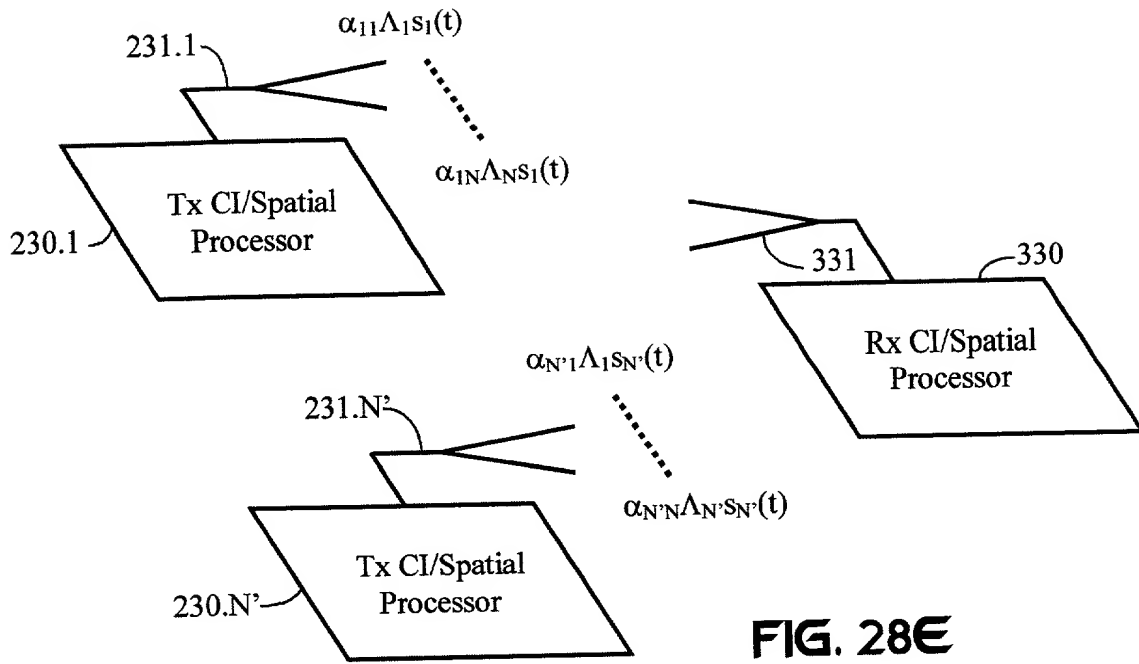 α₁₁Λ₁s₁(t)
231.1
α₁NΛNs₁(t)
Tx CI/Spatial
Processor
230.1
331
330
Rx CI/Spatial
Processor
αN’₁Λ₁sN’(t)
231.N’
αN’NΛN’sN’(t)
Tx CI/Spatial
Processor
230.N’
FIG. 28E